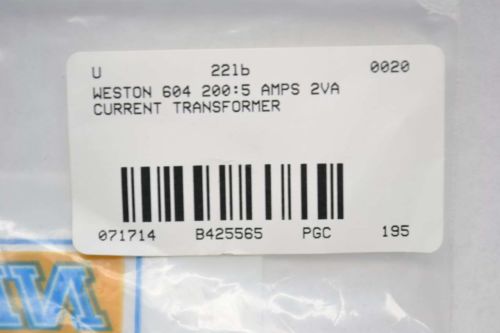 U 221b 0020
WESTON 604 200:5 AMPS 2VA
CURRENT TRANSFORMER
071714 B425565 PGC 195